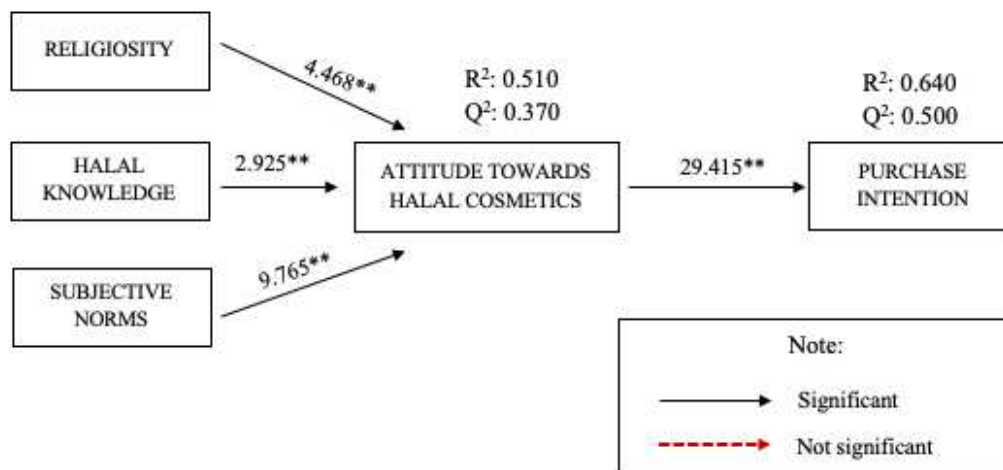 RELIGIOSITY
4.468**
R²: 0.510
Q²: 0.370
R²: 0.640
Q²: 0.500
HALAL
KNOWLEDGE
2.925**
ATTITUDE TOWARDS
HALAL COSMETICS
29.415**
PURCHASE
INTENTION
9.765**
SUBJECTIVE
NORMS
Note:
Significant
Not significant